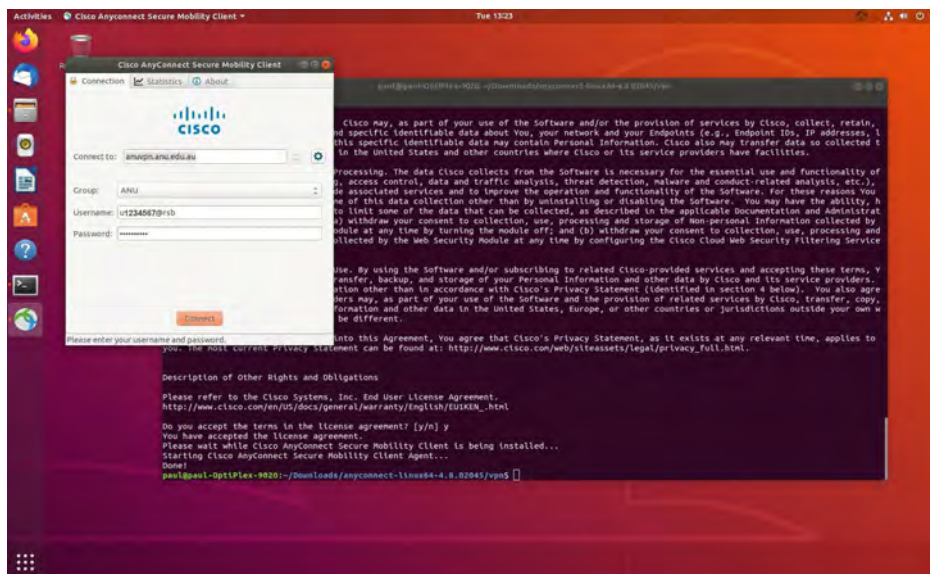 Activities Cisco Anyconnect Secure Mobility Client
Tue 13:23
Cisco AnyConnect Secure Mobility Client
Connection Statistics About
CISCO
Connect to: anuvpn.anu.edu.au
Group: ANU
Username: u1234567@rsb
Password: ••••••••••
Connect
Please enter your username and password.
Cisco may, as part of your use of the Software and/or the provision of services by Cisco, collect, retain,
nd specific identifiable data about You, your network and your Endpoints (e.g., Endpoint IDs, IP addresses, l
this specific identifiable data may contain Personal Information. Cisco also may transfer data so collected t
in the United States and other countries where Cisco or its service providers have facilities.
Processing. The data Cisco collects from the Software is necessary for the essential use and functionality of
, access control, data and traffic analysis, threat detection, malware and conduct-related analysis, etc.),
de associated services and to improve the operation and functionality of the Software. For these reasons You
me of this data collection other than by uninstalling or disabling the Software. You may have the ability, h
to limit some of the data that can be collected, as described in the applicable Documentation and Administrat
) withdraw your consent to collection, use, processing and storage of Non-personal Information collected by
odule at any time by turning the module off; and (b) withdraw your consent to collection, use, processing and
ollected by the Web Security Module at any time by configuring the Cisco Cloud Web Security Filtering Service
Use. By using the Software and/or subscribing to related Cisco-provided services and accepting these terms, Y
ransfer, backup, and storage of your Personal Information and other data by Cisco and its service providers.
ation other than in accordance with Cisco's Privacy Statement (identified in section 4 below). You also agre
ders may, as part of your use of the Software and the provision of related services by Cisco, transfer, copy,
formation and other data in the United States, Europe, or other countries or jurisdictions outside your own w
be different.
into this Agreement, You agree that Cisco's Privacy Statement, as it exists at any relevant time, applies to
you. The most current Privacy Statement can be found at: http://www.cisco.com/web/siteassets/legal/privacy_full.html.
Description of Other Rights and Obligations
Please refer to the Cisco Systems, Inc. End User License Agreement.
http://www.cisco.com/en/US/docs/general/warranty/English/EU1KEN_.html
Do you accept the terms in the license agreement? [y/n] y
You have accepted the license agreement.
Please wait while Cisco AnyConnect Secure Mobility Client is being installed...
Starting Cisco AnyConnect Secure Mobility Client Agent...
Done!
paul@paul-OptiPlex-9020:~/Downloads/anyconnect-linux64-4.8.02045/vpn$